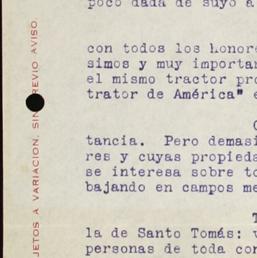 poco dada de suyo a
con todos los honore
simos y muy importan
el mismo tractor pro
trator de América" e
tancia. Pero demasi
res y cuyas propieda
se interesa sobre to
bajando en campos me
la de Santo Tomás: v
personas de toda con
JETOS A VARIACION, SIN PREVIO AVISO.